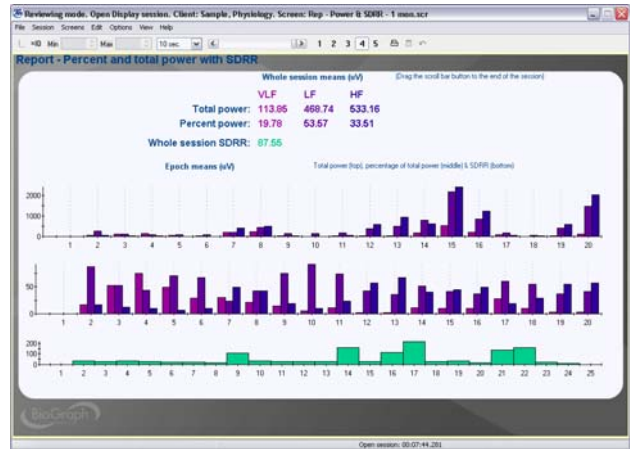 Reviewing mode. Open Display session. Client: Sample, Physiology. Screen: Rep - Power & SDRR - 1 mon.scr
File Session Screens Edit Options View Help
Min Max 10 sec. 1 2 3 4 5
Report - Percent and total power with SDRR
Whole session means (uV) (Drag the scroll bar button to the end of the session)
VLF LF HF
Total power: 113.85 468.74 533.16
Percent power: 19.78 53.57 33.51
Whole session SDRR: 87.55
Epoch means (uV) Total power (top), percentage of total power (middle) & SDRR (bottom)
2000
1000
0
1 2 3 4 5 6 7 8 9 10 11 12 13 14 15 16 17 18 19 20
50
0
1 2 3 4 5 6 7 8 9 10 11 12 13 14 15 16 17 18 19 20
200
100
0
1 2 3 4 5 6 7 8 9 10 11 12 13 14 15 16 17 18 19 20 21 22 23 24 25
BioGraph
Open session: 00:07:44.281